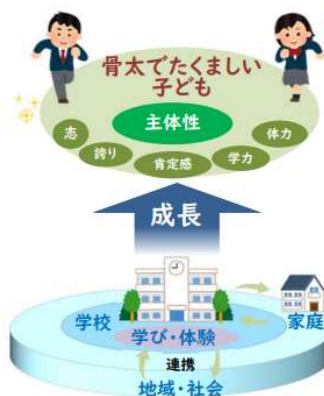 骨太でたくましい
子ども
主体性
志
誇り
肯定感
学力
体力
成長
学校
家庭
学び・体験
連携
地域・社会